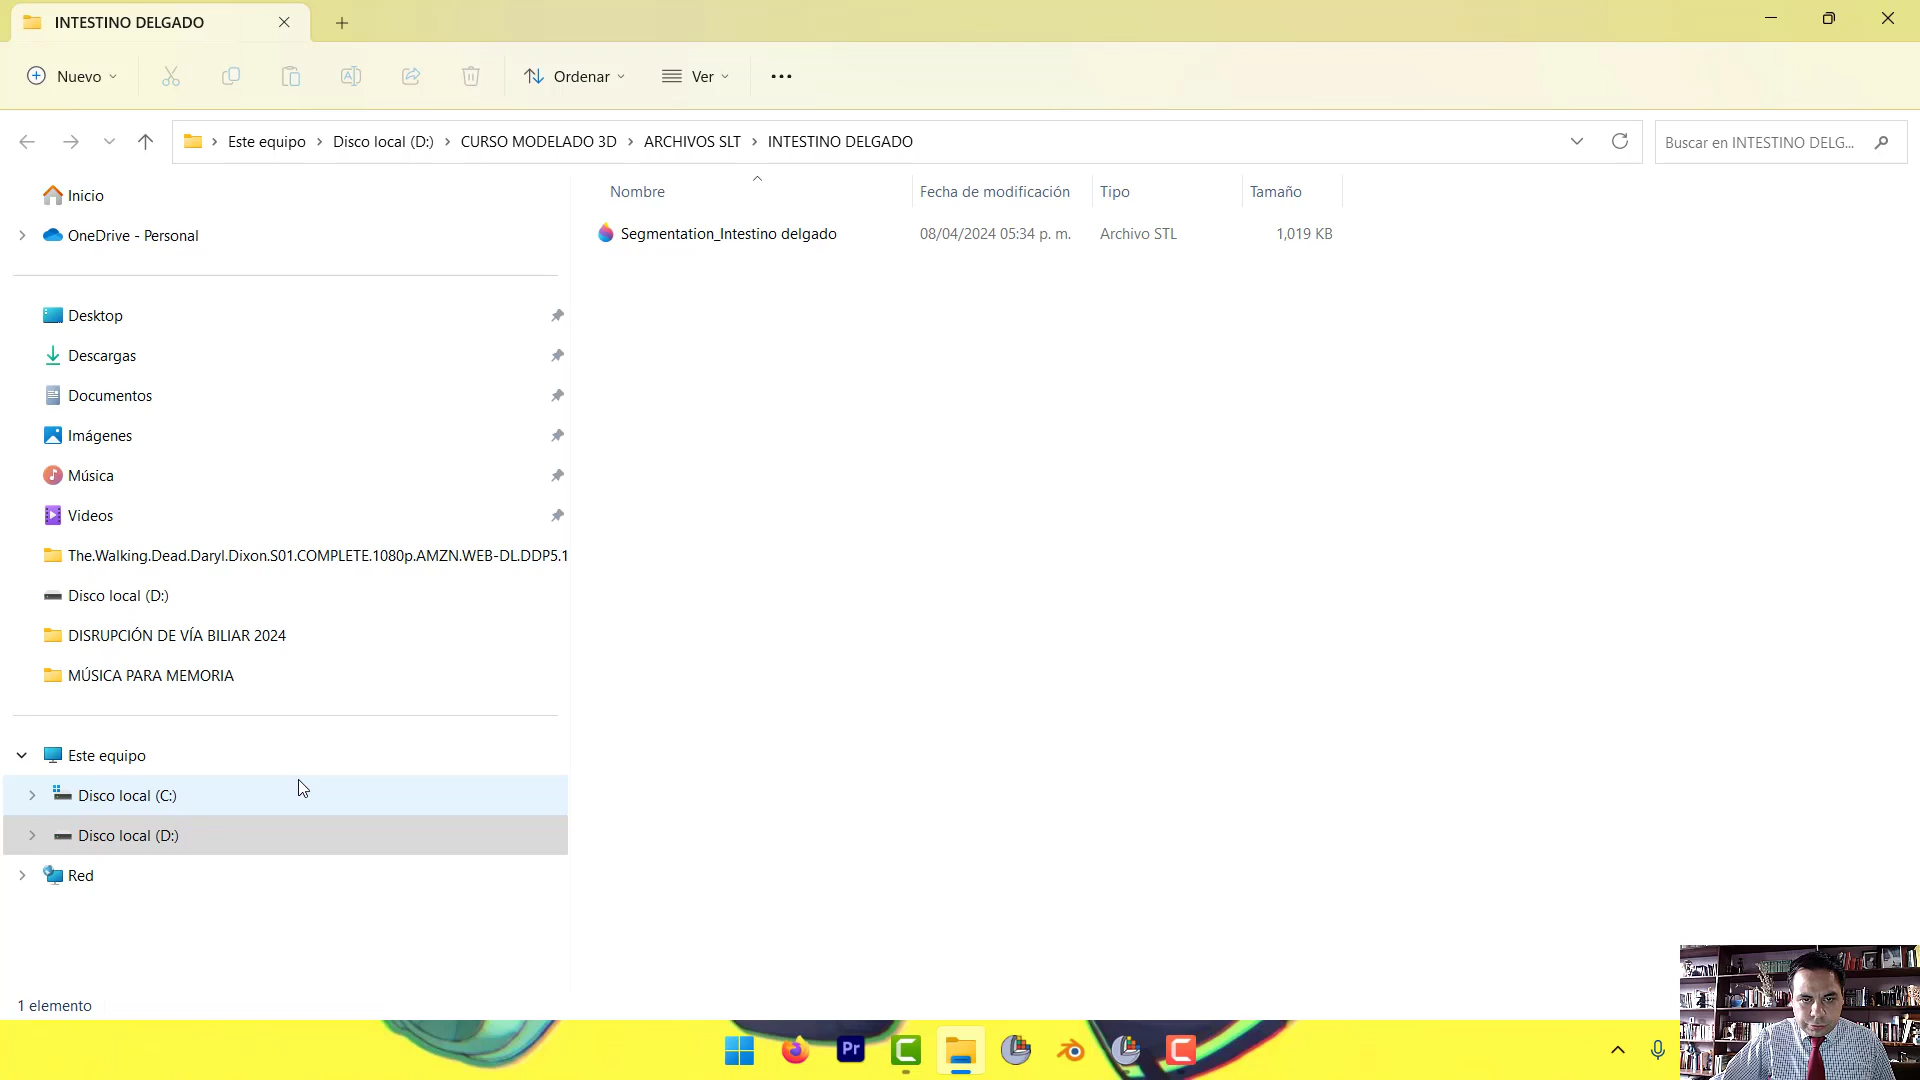 INTESTINO DELGADO
Nuevo
Ordenar
Ver
Este equipo > Disco local (D:) > CURSO MODELADO 3D > ARCHIVOS SLT > INTESTINO DELGADO
Buscar en INTESTINO DELG...
Inicio
OneDrive - Personal
Desktop
Descargas
Documentos
Imágenes
Música
Videos
The.Walking.Dead.Daryl.Dixon.S01.COMPLETE.1080p.AMZN.WEB-DL.DDP5.1
Disco local (D:)
DISRUPCIÓN DE VÍA BILIAR 2024
MÚSICA PARA MEMORIA
Este equipo
Disco local (C:)
Disco local (D:)
Red
Nombre Fecha de modificación Tipo Tamaño
Segmentation_Intestino delgado 08/04/2024 05:34 p. m. Archivo STL 1,019 KB
1 elemento
Pr